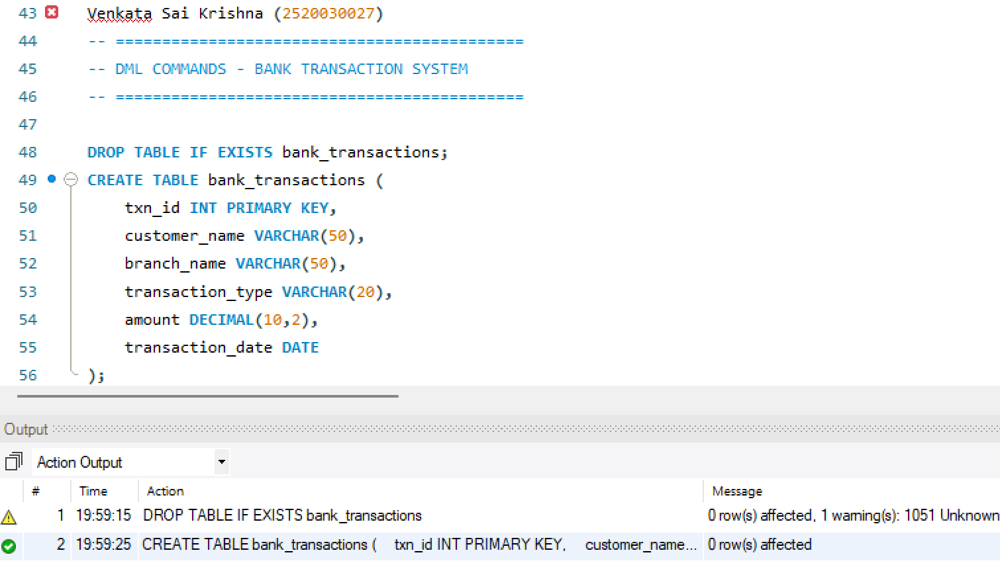 43 Venkata Sai Krishna (2520030027)
44 -- ============================================
45 -- DML COMMANDS - BANK TRANSACTION SYSTEM
46 -- ============================================
47
48 DROP TABLE IF EXISTS bank_transactions;
49 CREATE TABLE bank_transactions (
50 txn_id INT PRIMARY KEY,
51 customer_name VARCHAR(50),
52 branch_name VARCHAR(50),
53 transaction_type VARCHAR(20),
54 amount DECIMAL(10,2),
55 transaction_date DATE
56 );
Output
Action Output
# Time Action Message
1 19:59:15 DROP TABLE IF EXISTS bank_transactions 0 row(s) affected, 1 warning(s): 1051 Unknown
2 19:59:25 CREATE TABLE bank_transactions ( txn_id INT PRIMARY KEY, customer_name... 0 row(s) affected